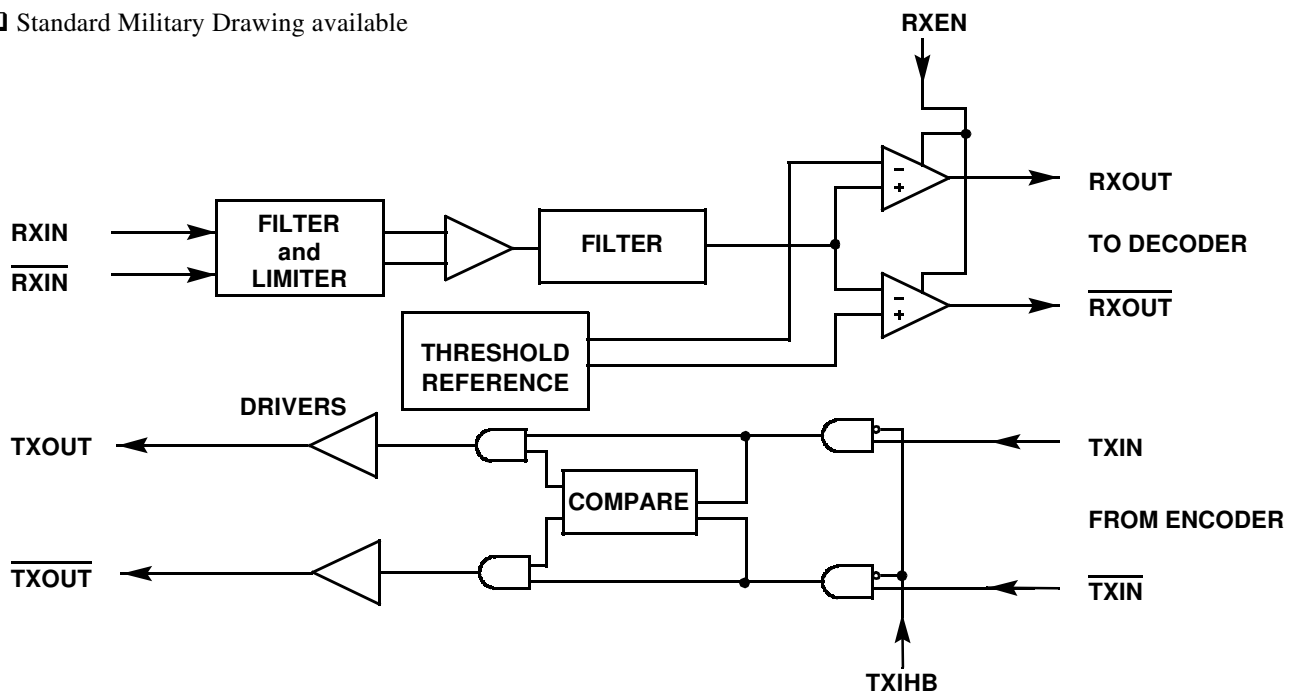 Standard Military Drawing available
RXEN
RXIN
RXIN
FILTER
and
LIMITER
FILTER
-
+
-
+
RXOUT
TO DECODER
RXOUT
THRESHOLD
REFERENCE
DRIVERS
TXOUT
TXOUT
COMPARE
TXIN
FROM ENCODER
TXIN
TXIHB